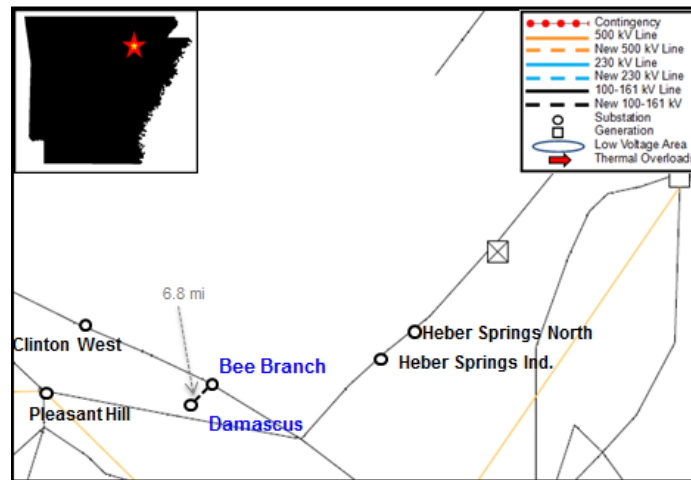 Contingency
500 kV Line
New 500 kV Line
230 kV Line
New 230 kV Line
100-161 kV Line
New 100-161 kV
Substation
Generation
Low Voltage Area
Thermal Overloads
6.8 mi
Clinton West
Heber Springs North
Heber Springs Ind.
Bee Branch
Pleasant Hill
Damascus